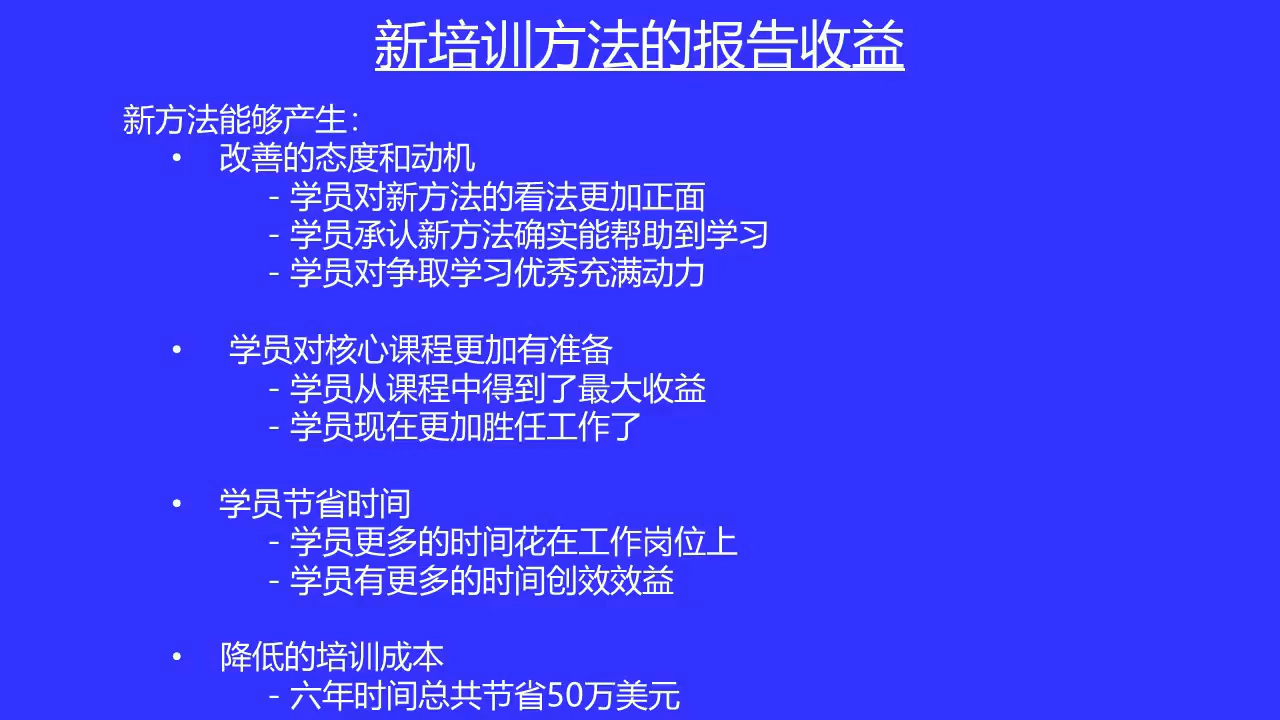 新培训方法的报告收益
新方法能够产生：
• 改善的态度和动机
- 学员对新方法的看法更加正面
- 学员承认新方法确实能帮助到学习
- 学员对争取学习优秀充满动力
• 学员对核心课程更加有准备
- 学员从课程中得到了最大收益
- 学员现在更加胜任工作了
• 学员节省时间
- 学员更多的时间花在工作岗位上
- 学员有更多的时间创效效益
• 降低的培训成本
- 六年时间总共节省50万美元